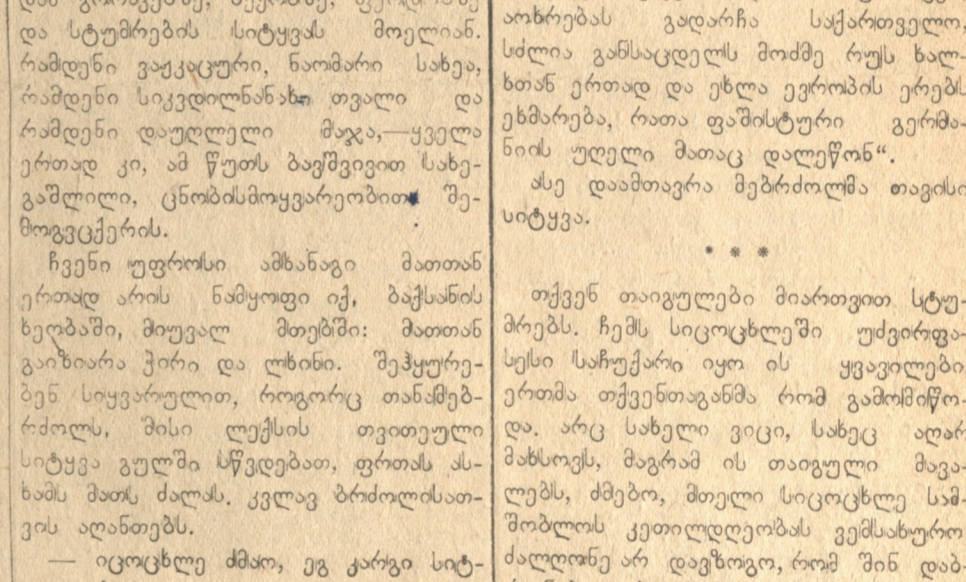 და სტუმრების სიტყვას მოელიან.
რამდენი ვაჟკაცური, ნაომარი სახეა,
რამდენი სიკვდილნანახი თვალი და
რამდენი დაუღლელი მაჯა,—ყველა
ერთად კი, ამ წუთს ბავშვივით სახე-
გაშლილი, ცნობისმოყვარეობით შე-
მოგვცქერის.
ჩვენი უფროსი ამხანაგი მათთან
ერთად არის ნამყოფი იქ, ბაქსანის
ხეობაში, მიუვალ მთებში: მათთან
გაიზიარა ჭირი და ლხინი. შეჰყურე-
ბენ სიყვარულით, როგორც თანამებ-
რძოლს, მისი ლექსის თვითეული
სიტყვა გულში სწვდებათ, ფრთას ას-
ხამს მათს ძალას. კვლავ ბრძოლისათ-
ვის აღანთებს.
— იცოცხლე ძმაო, ეგ კარგი სიტ-
აოხრებას გადარჩა საქართველო,
სძლია განსაცდელს მოძმე რუს ხალ-
ხთან ერთად და ეხლა ევროპის ერებს
ეხმარება, რათა ფაშისტური გერმა-
ნიის უღელი მათაც დალეწონ“.
ასე დაამთავრა მებრძოლმა თავისი
სიტყვა.
* * *
თქვენ თაიგულები მიართვით სტუ-
მრებს. ჩემს სიცოცხლეში უძვირფა-
სესი საჩუქარი იყო ის ყვავილები
ერთმა თქვენთაგანმა რომ გამომიწო-
და. არც სახელი ვიცი, სახეც აღარ
მახსოვს, მაგრამ ის თაიგული მავა-
ლებს, ძმებო, მთელი სიცოცხლე სამ-
შობლოს კეთილდღეობას ვემსახურო
ძალღონე არ დავზოგო, რომ შინ დაბ-